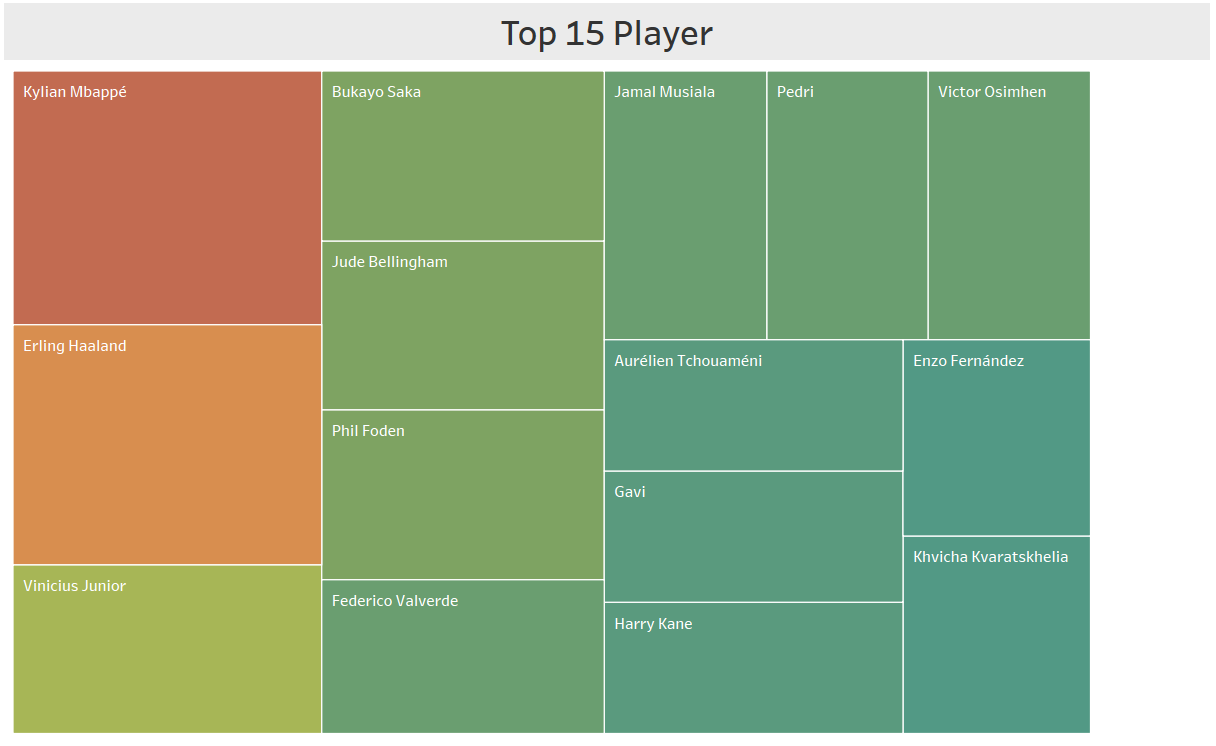 Top 15 Player
Kylian Mbappé
Erling Haaland
Vinicius Junior
Bukayo Saka
Jude Bellingham
Phil Foden
Federico Valverde
Jamal Musiala
Pedri
Victor Osimhen
Aurélien Tchouaméni
Gavi
Harry Kane
Enzo Fernández
Khvicha Kvaratskhelia